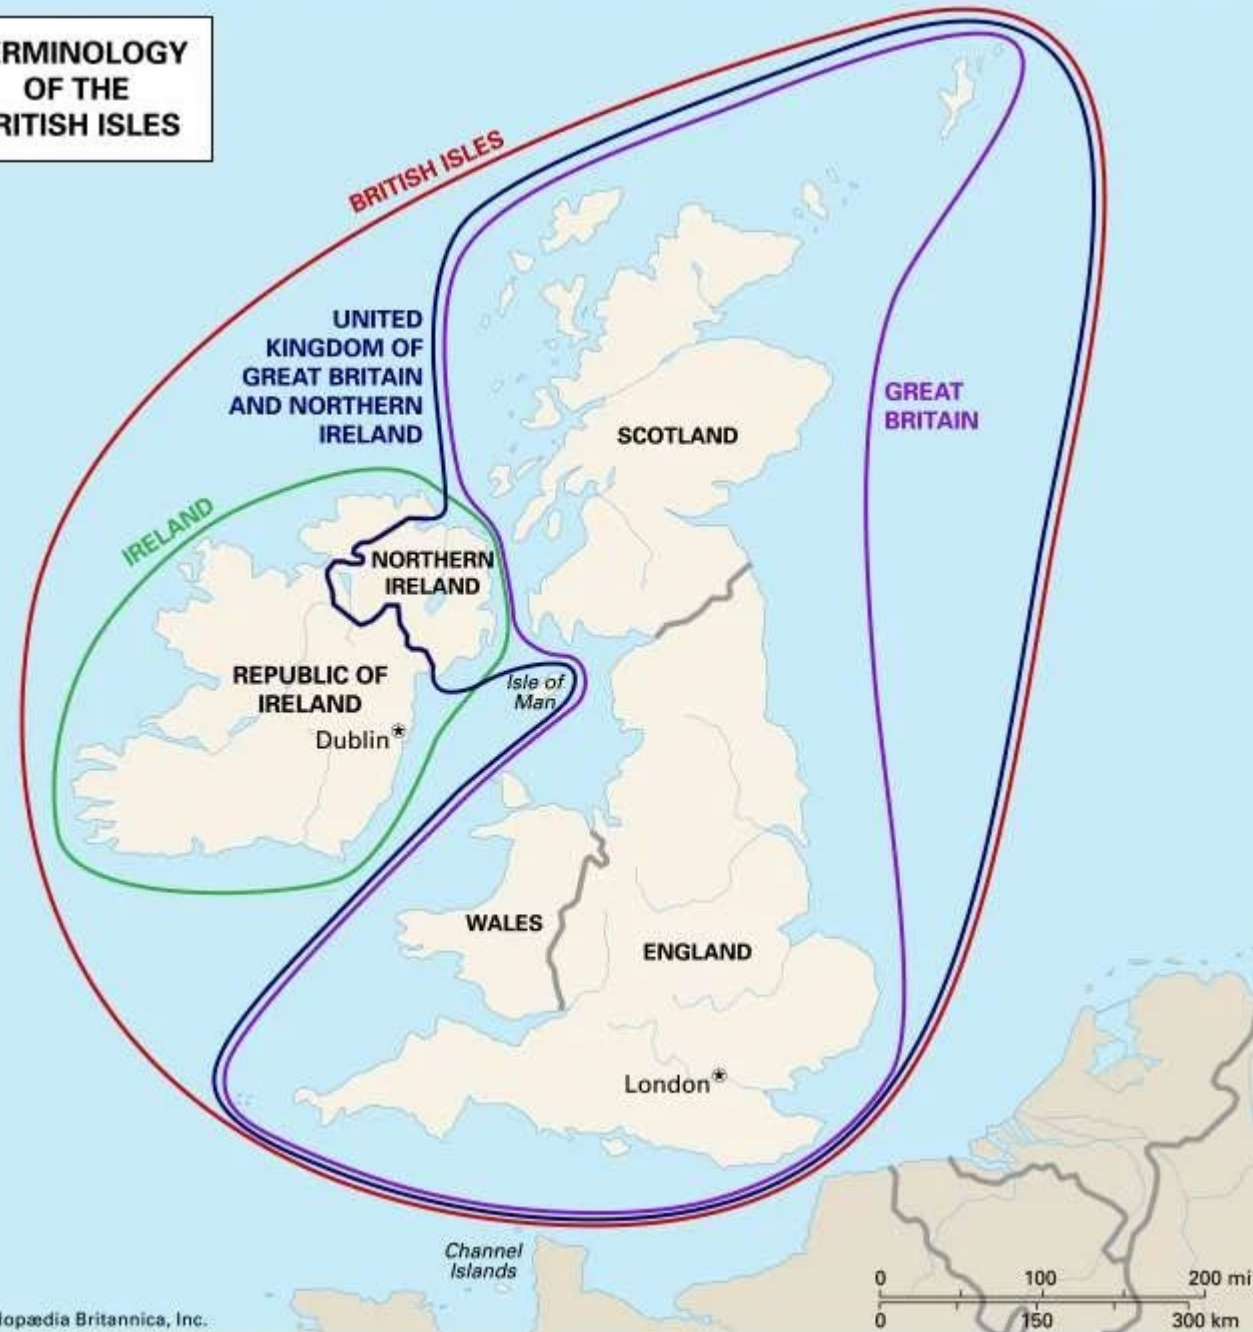 ERMINOLOGY
OF THE
RITISH ISLES
BRITISH ISLES
UNITED
KINGDOM OF
GREAT BRITAIN
AND NORTHERN
IRELAND
GREAT
BRITAIN
SCOTLAND
IRELAND
NORTHERN
IRELAND
REPUBLIC OF
IRELAND
Dublin
Isle of
Man
WALES
ENGLAND
London
Channel
Islands
0 100 200 mi
0 150 300 km
lopædia Britannica, Inc.